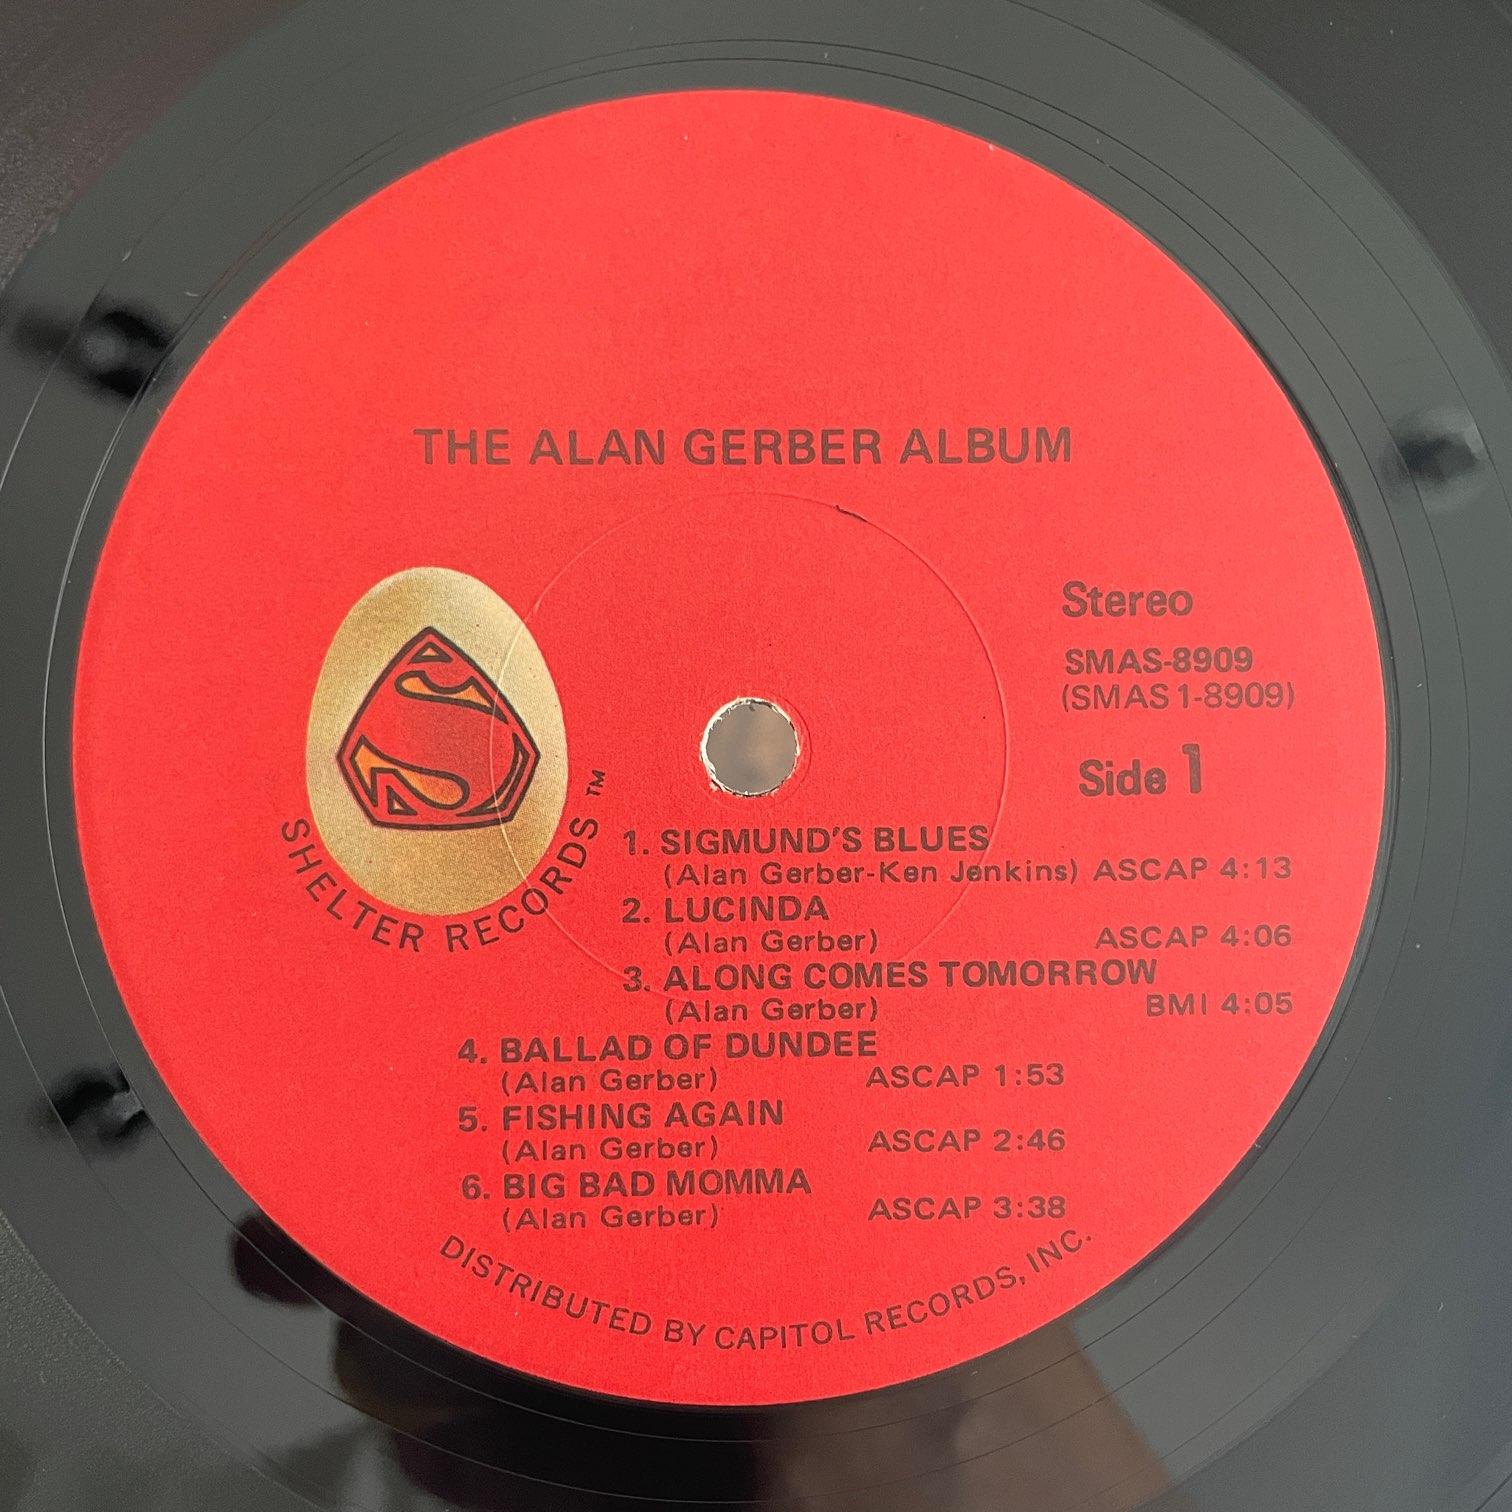 THE ALAN GERBER ALBUM
Stereo
SMAS-8909
(SMAS 1-8909)
Side 1
S
SHELTER RECORDS™
1. SIGMUND'S BLUES
(Alan Gerber-Ken Jenkins) ASCAP 4:13
2. LUCINDA
(Alan Gerber) ASCAP 4:06
3. ALONG COMES TOMORROW
(Alan Gerber) BMI 4:05
4. BALLAD OF DUNDEE
(Alan Gerber) ASCAP 1:53
5. FISHING AGAIN
(Alan Gerber) ASCAP 2:46
6. BIG BAD MOMMA
(Alan Gerber) ASCAP 3:38
DISTRIBUTED BY CAPITOL RECORDS, INC.